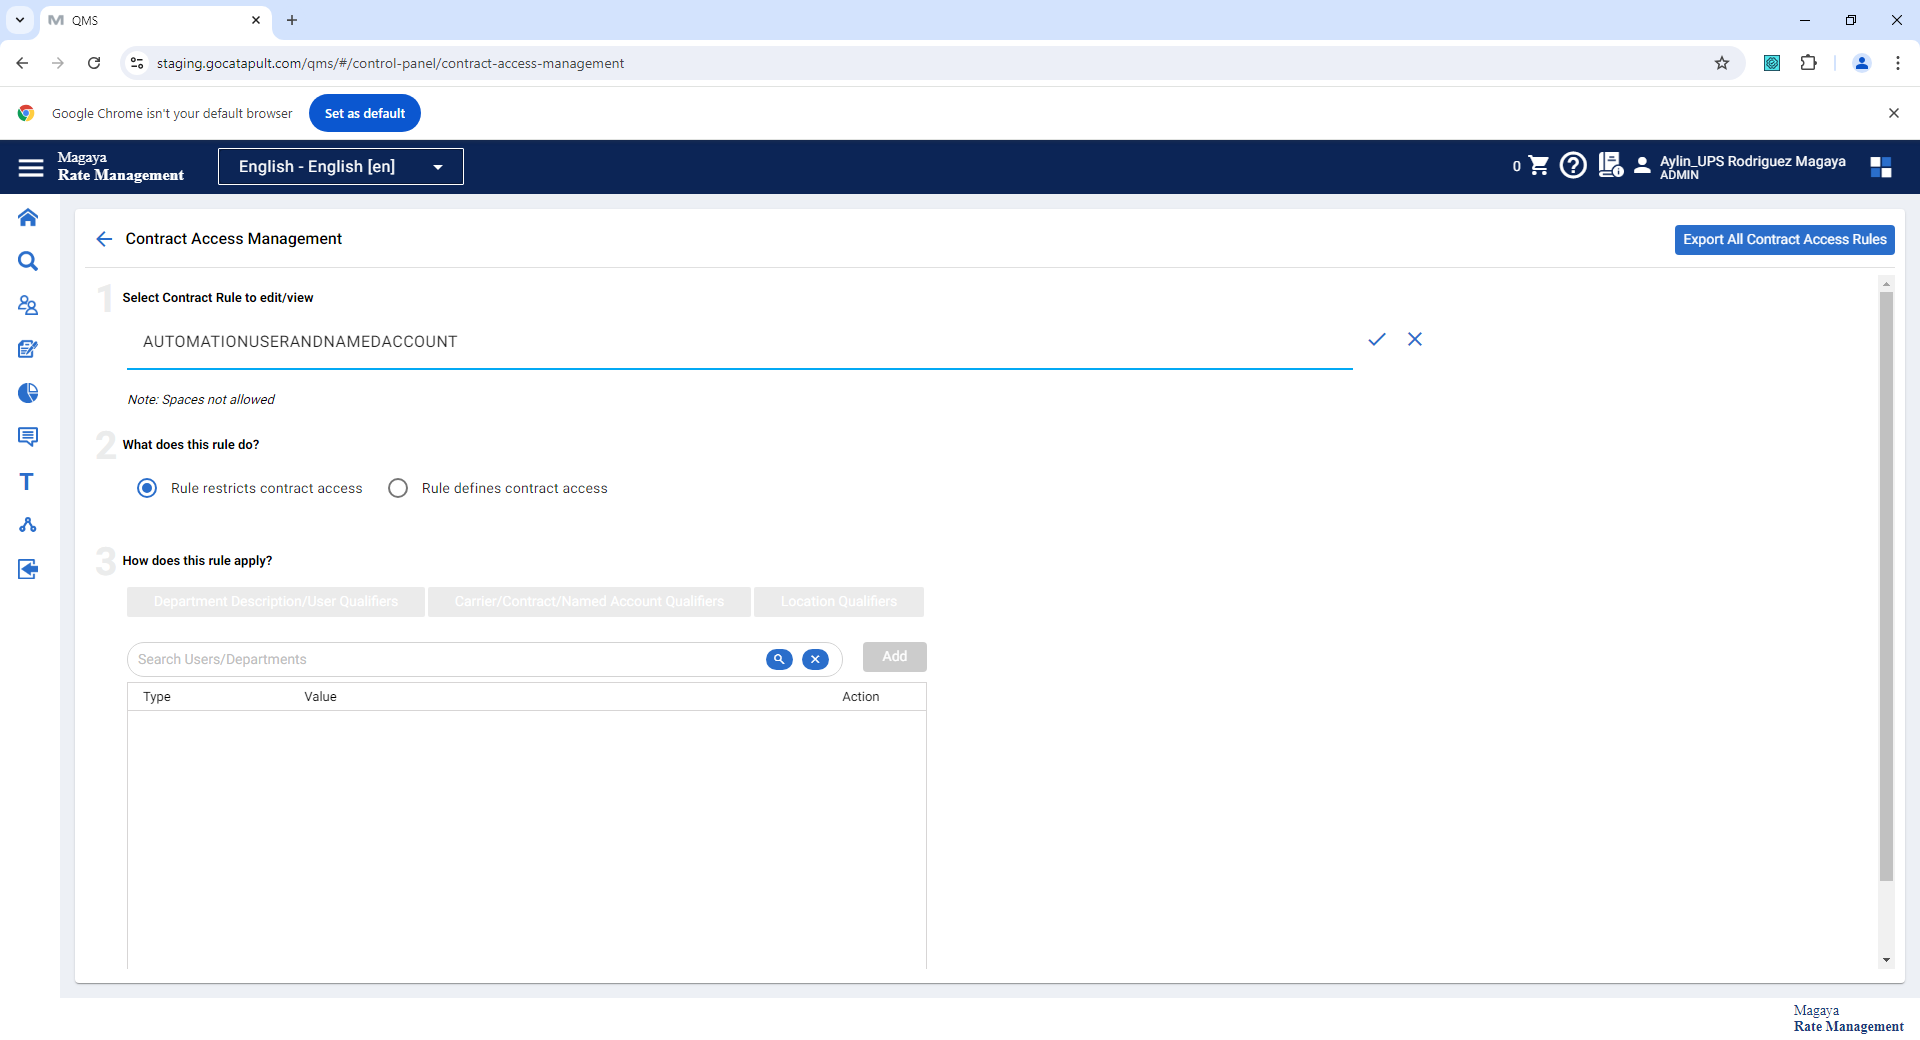 QMS
staging.gocatapult.com/qms/#/control-panel/contract-access-management
Google Chrome isn't your default browser
Set as default
Magaya
Rate Management
English - English [en]
0
Aylin_UPS Rodriguez Magaya
ADMIN
Contract Access Management
Export All Contract Access Rules
1 Select Contract Rule to edit/view
AUTOMATIONUSERANDNAMEDACCOUNT
Note: Spaces not allowed
2 What does this rule do?
Rule restricts contract access
Rule defines contract access
3 How does this rule apply?
Department Description/User Qualifiers
Carrier/Contract/Named Account Qualifiers
Location Qualifiers
Search Users/Departments
Add
Type Value Action
Magaya
Rate Management